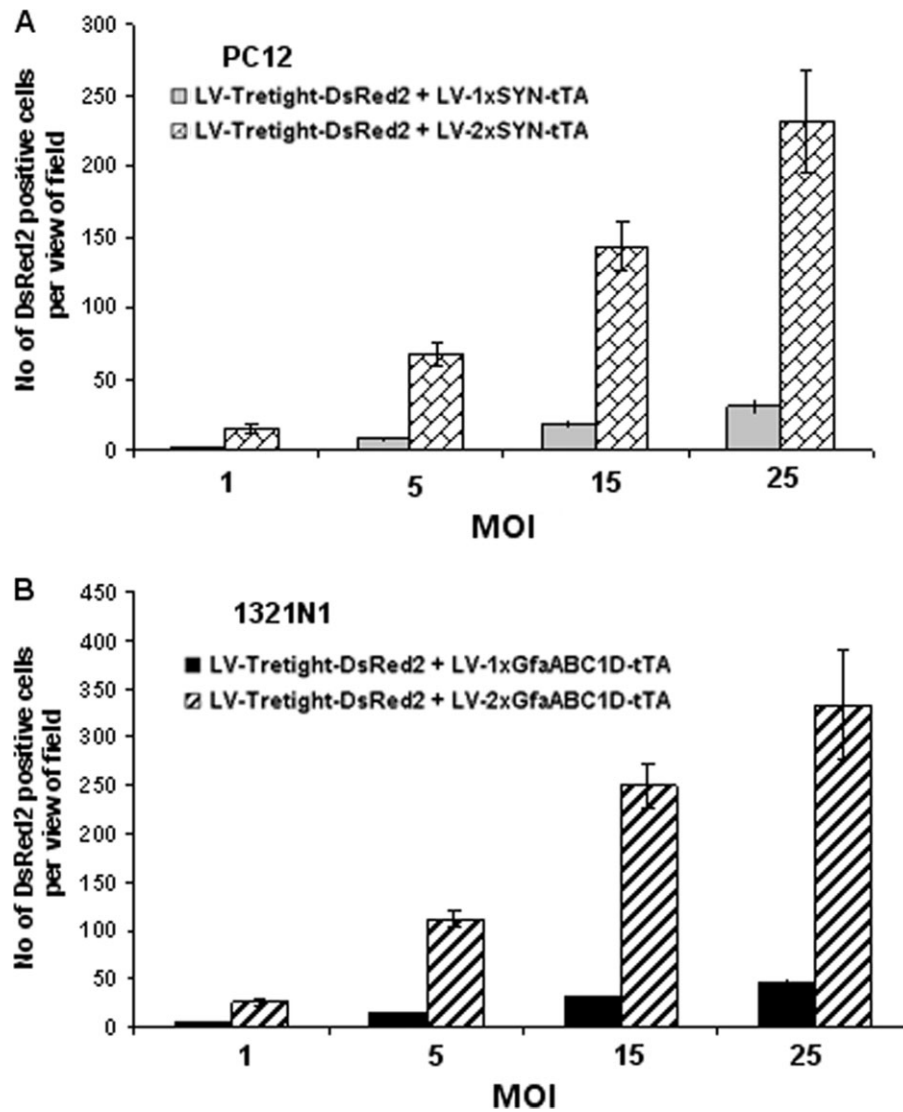 A
PC12
LV-Tretight-DsRed2 + LV-1xSYN-tTA
LV-Tretight-DsRed2 + LV-2xSYN-tTA
No of DsRed2 positive cells
per view of field
300
250
200
150
100
50
0
1 5 15 25
MOI
B
1321N1
LV-Tretight-DsRed2 + LV-1xGfaABC1D-tTA
LV-Tretight-DsRed2 + LV-2xGfaABC1D-tTA
No of DsRed2 positive cells
per view of field
450
400
350
300
250
200
150
100
50
0
1 5 15 25
MOI